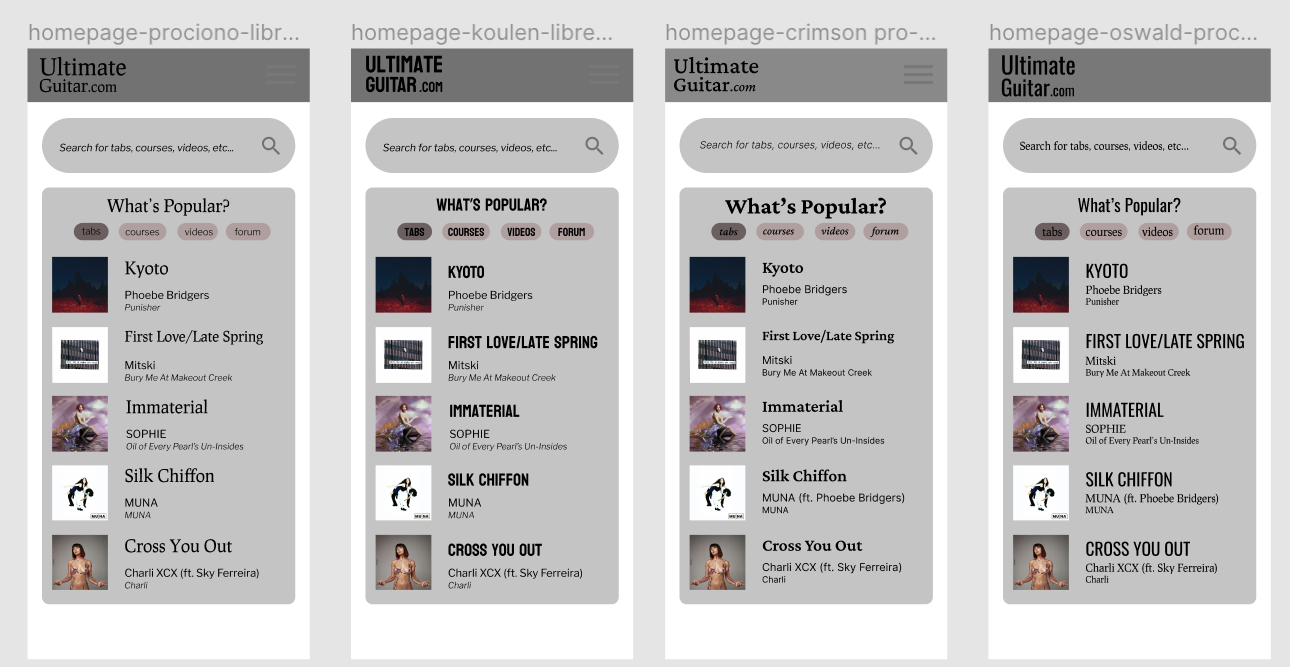 homepage-prociono-libr...
Ultimate
Guitar.com
Search for tabs, courses, videos, etc...
What's Popular?
tabs courses videos forum
Kyoto
Phoebe Bridgers
Punisher
First Love/Late Spring
Mitski
Bury Me At Makeout Creek
Immaterial
SOPHIE
Oil of Every Pearl's Un-Insides
Silk Chiffon
MUNA
MUNA
MUNA
Cross You Out
Charli XCX (ft. Sky Ferreira)
Charli
homepage-koulen-libre...
ULTIMATE
GUITAR.COM
Search for tabs, courses, videos, etc...
WHAT'S POPULAR?
TABS COURSES VIDEOS FORUM
KYOTO
Phoebe Bridgers
Punisher
FIRST LOVE/LATE SPRING
Mitski
Bury Me At Makeout Creek
IMMATERIAL
SOPHIE
Oil of Every Pearl's Un-Insides
SILK CHIFFON
MUNA
MUNA
MUNA
CROSS YOU OUT
Charli XCX (ft. Sky Ferreira)
Charli
homepage-crimson pro-...
Ultimate
Guitar.com
Search for tabs, courses, videos, etc...
What's Popular?
tabs courses videos forum
Kyoto
Phoebe Bridgers
Punisher
First Love/Late Spring
Mitski
Bury Me At Makeout Creek
Immaterial
SOPHIE
Oil of Every Pearl's Un-Insides
Silk Chiffon
MUNA (ft. Phoebe Bridgers)
MUNA
MUNA
Cross You Out
Charli XCX (ft. Sky Ferreira)
Charli
homepage-oswald-proc...
Ultimate
Guitar.com
Search for tabs, courses, videos, etc...
What's Popular?
tabs courses videos forum
KYOTO
Phoebe Bridgers
Punisher
FIRST LOVE/LATE SPRING
Mitski
Bury Me At Makeout Creek
IMMATERIAL
SOPHIE
Oil of Every Pearl's Un-Insides
SILK CHIFFON
MUNA (ft. Phoebe Bridgers)
MUNA
MUNA
CROSS YOU OUT
Charli XCX (ft. Sky Ferreira)
Charli